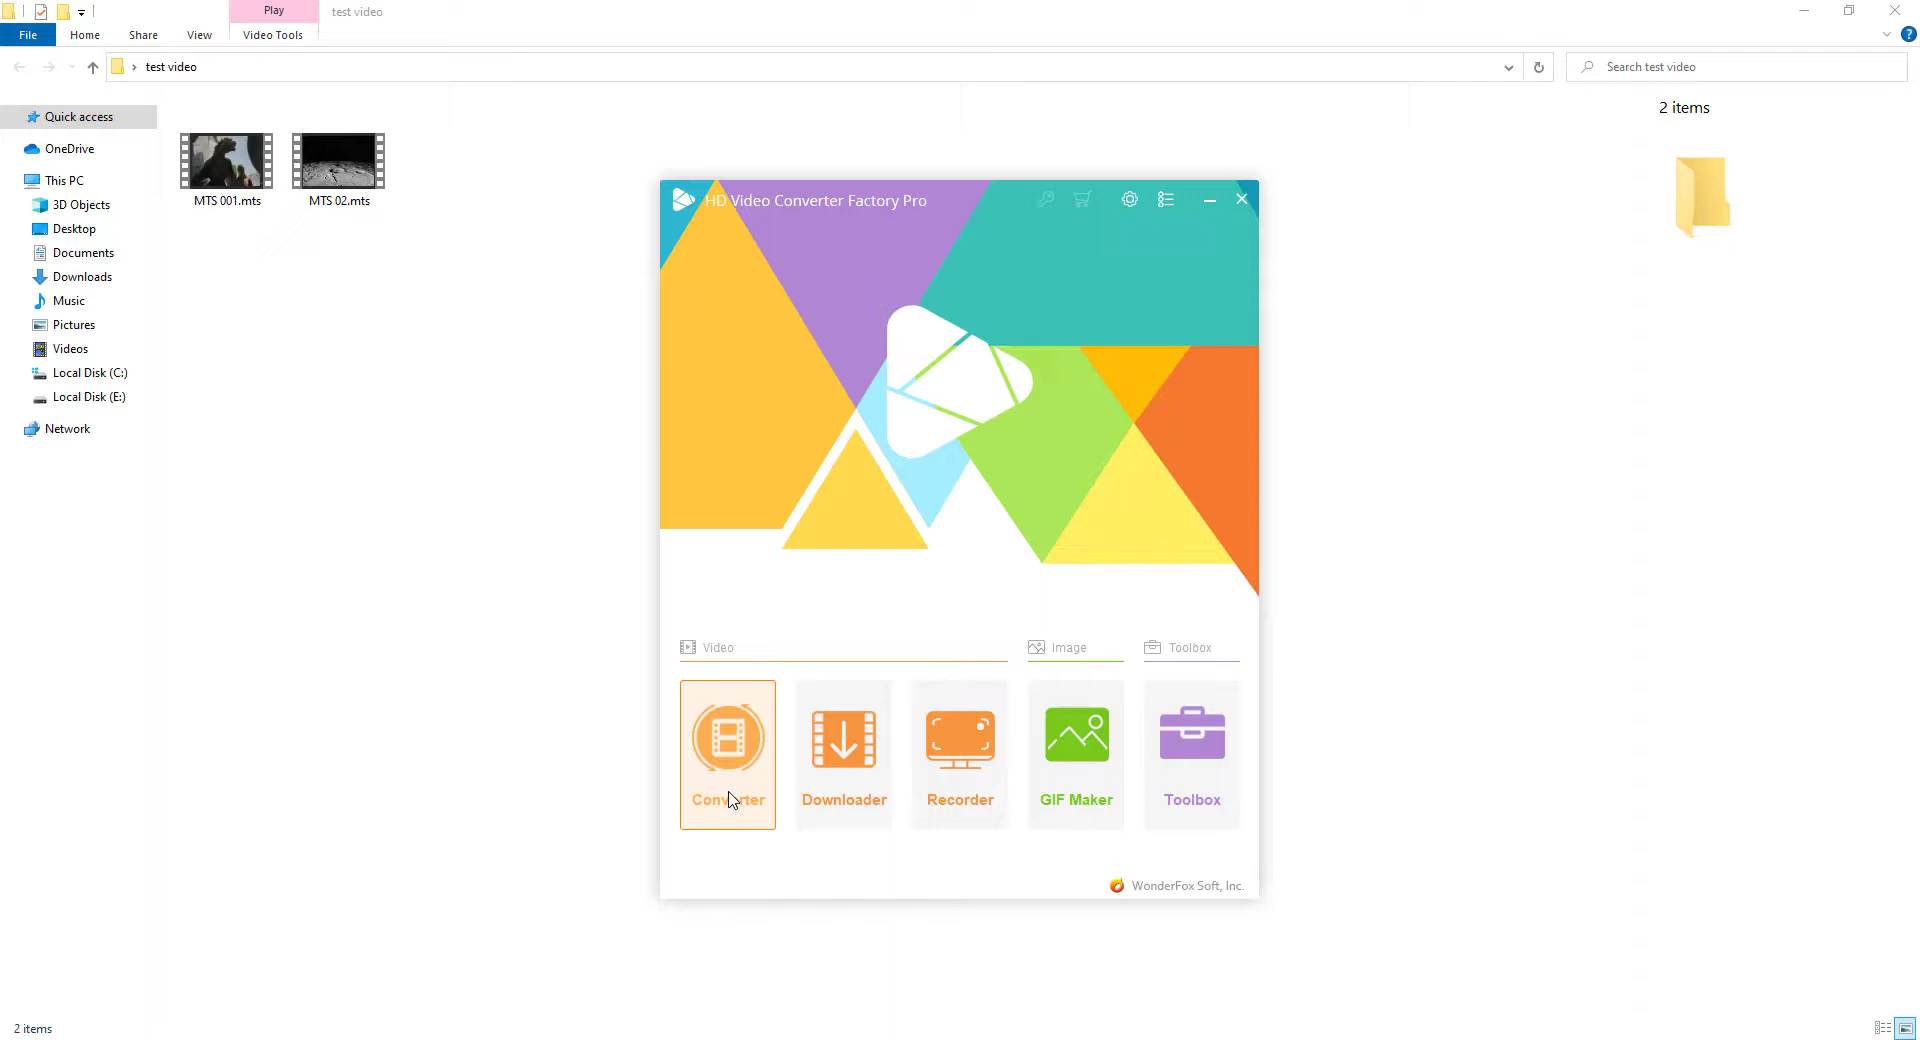 Play
test video
File
Home
Share
View
Video Tools
test video
Search test video
2 items
Quick access
OneDrive
This PC
3D Objects
Desktop
Documents
Downloads
Music
Pictures
Videos
Local Disk (C:)
Local Disk (E:)
Network
MTS 001.mts
MTS 02.mts
HD Video Converter Factory Pro
Video
Image
Toolbox
Converter
Downloader
Recorder
GIF Maker
Toolbox
WonderFox Soft, Inc.
2 items